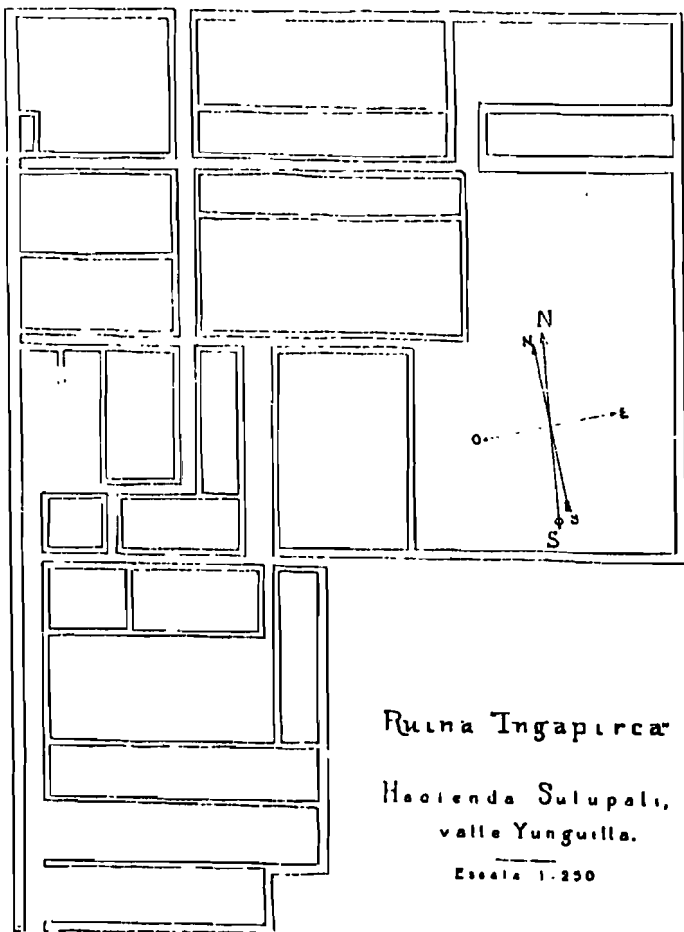 N
N
O
E
S
S
Ruina "Ingapirca"
Hacienda Sulupali,
valle Yunguilla.
Escala 1-250